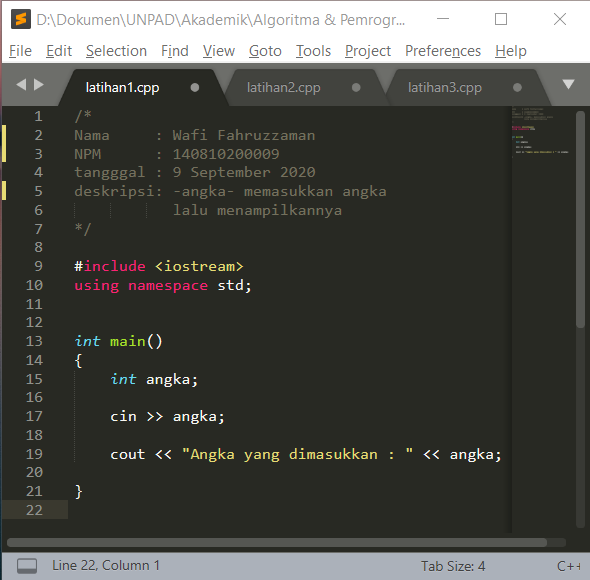 D:\Dokumen\UNPAD\Akademik\Algoritma & Pemrogr...
File Edit Selection Find View Goto Tools Project Preferences Help
latihan1.cpp latihan2.cpp latihan3.cpp
1 /*
2 Nama : Wafi Fahruzzaman
3 NPM : 140810200009
4 tangggal : 9 September 2020
5 deskripsi: -angka- memasukkan angka
6 lalu menampilkannya
7 */
8
9 #include <iostream>
10 using namespace std;
11
12
13 int main()
14 {
15 int angka;
16
17 cin >> angka;
18
19 cout << "Angka yang dimasukkan : " << angka;
20
21 }
22
Line 22, Column 1 Tab Size: 4 C++